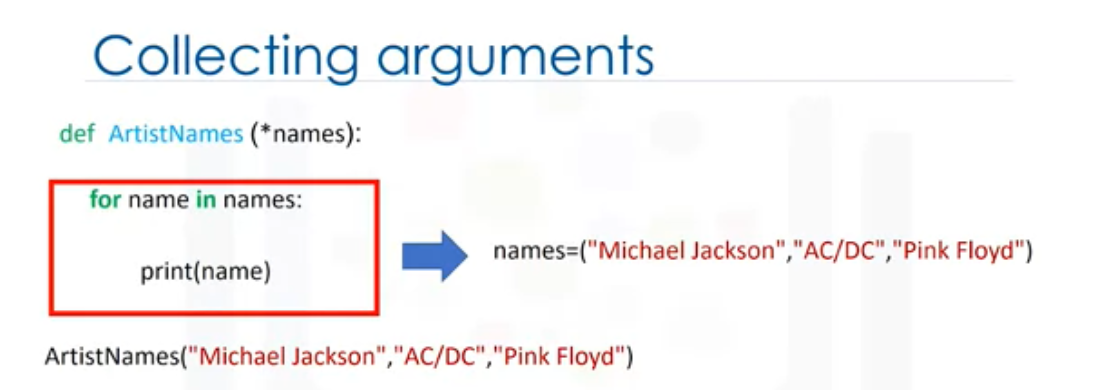 Collecting arguments
def ArtistNames (*names):
for name in names:
print(name)
names=("Michael Jackson","AC/DC","Pink Floyd")
ArtistNames("Michael Jackson","AC/DC","Pink Floyd")